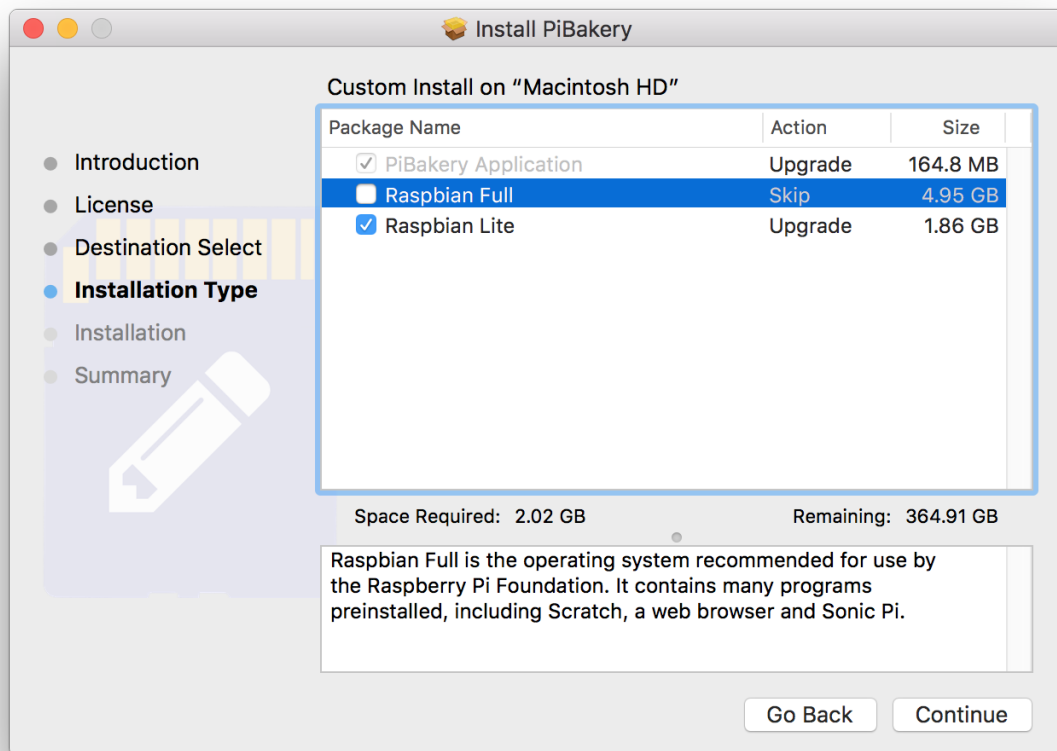 Install PiBakery
Custom Install on “Macintosh HD”
Introduction
License
Destination Select
Installation Type
Installation
Summary
Package Name Action Size
PiBakery Application Upgrade 164.8 MB
Raspbian Full Skip 4.95 GB
Raspbian Lite Upgrade 1.86 GB
Space Required: 2.02 GB Remaining: 364.91 GB
Raspbian Full is the operating system recommended for use by
the Raspberry Pi Foundation. It contains many programs
preinstalled, including Scratch, a web browser and Sonic Pi.
Go Back Continue